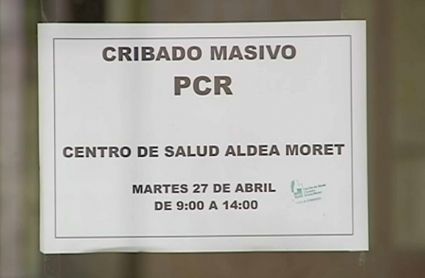 CRIBADO MASIVO
PCR
CENTRO DE SALUD ALDEA MORET
MARTES 27 DE ABRIL
DE 9:00 A 14:00